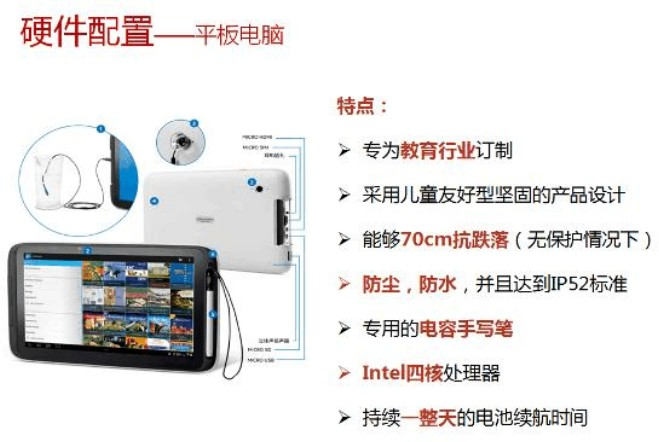 硬件配置——平板电脑
特点：
专为教育行业订制
采用儿童友好型坚固的产品设计
能够70cm抗跌落（无保护情况下）
防尘，防水，并且达到IP52标准
专用的电容手写笔
Intel四核处理器
持续一整天的电池续航时间
MICRO HDMI
MICRO SIM
立体声扬声器
MICRO SD
MICRO USB